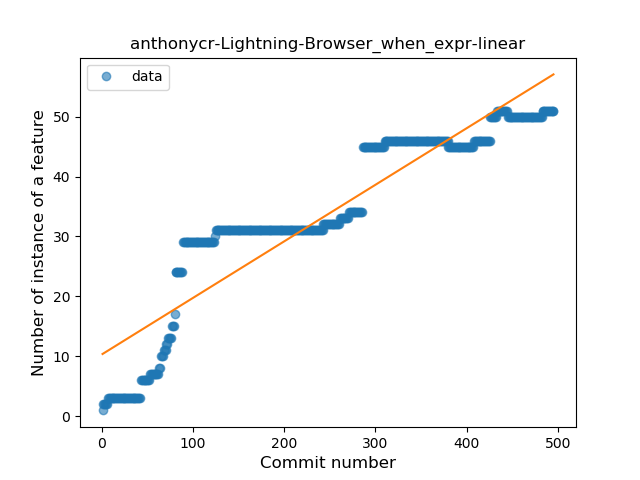 anthonycr-Lightning-Browser_when_expr-linear
data
Number of instance of a feature
50
40
30
20
10
0
0 100 200 300 400 500
Commit number